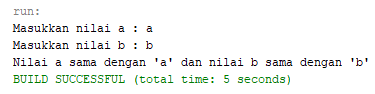 run:
Masukkan nilai a : a
Masukkan nilai b : b
Nilai a sama dengan 'a' dan nilai b sama dengan 'b'
BUILD SUCCESSFUL (total time: 5 seconds)